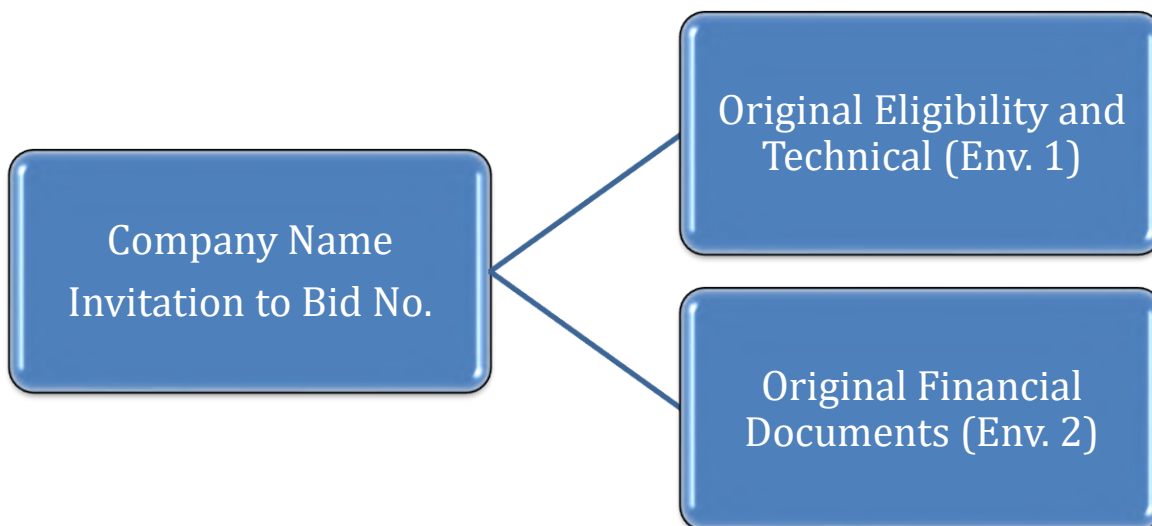 Company Name
Invitation to Bid No.
Original Eligibility and
Technical (Env. 1)
Original Financial
Documents (Env. 2)